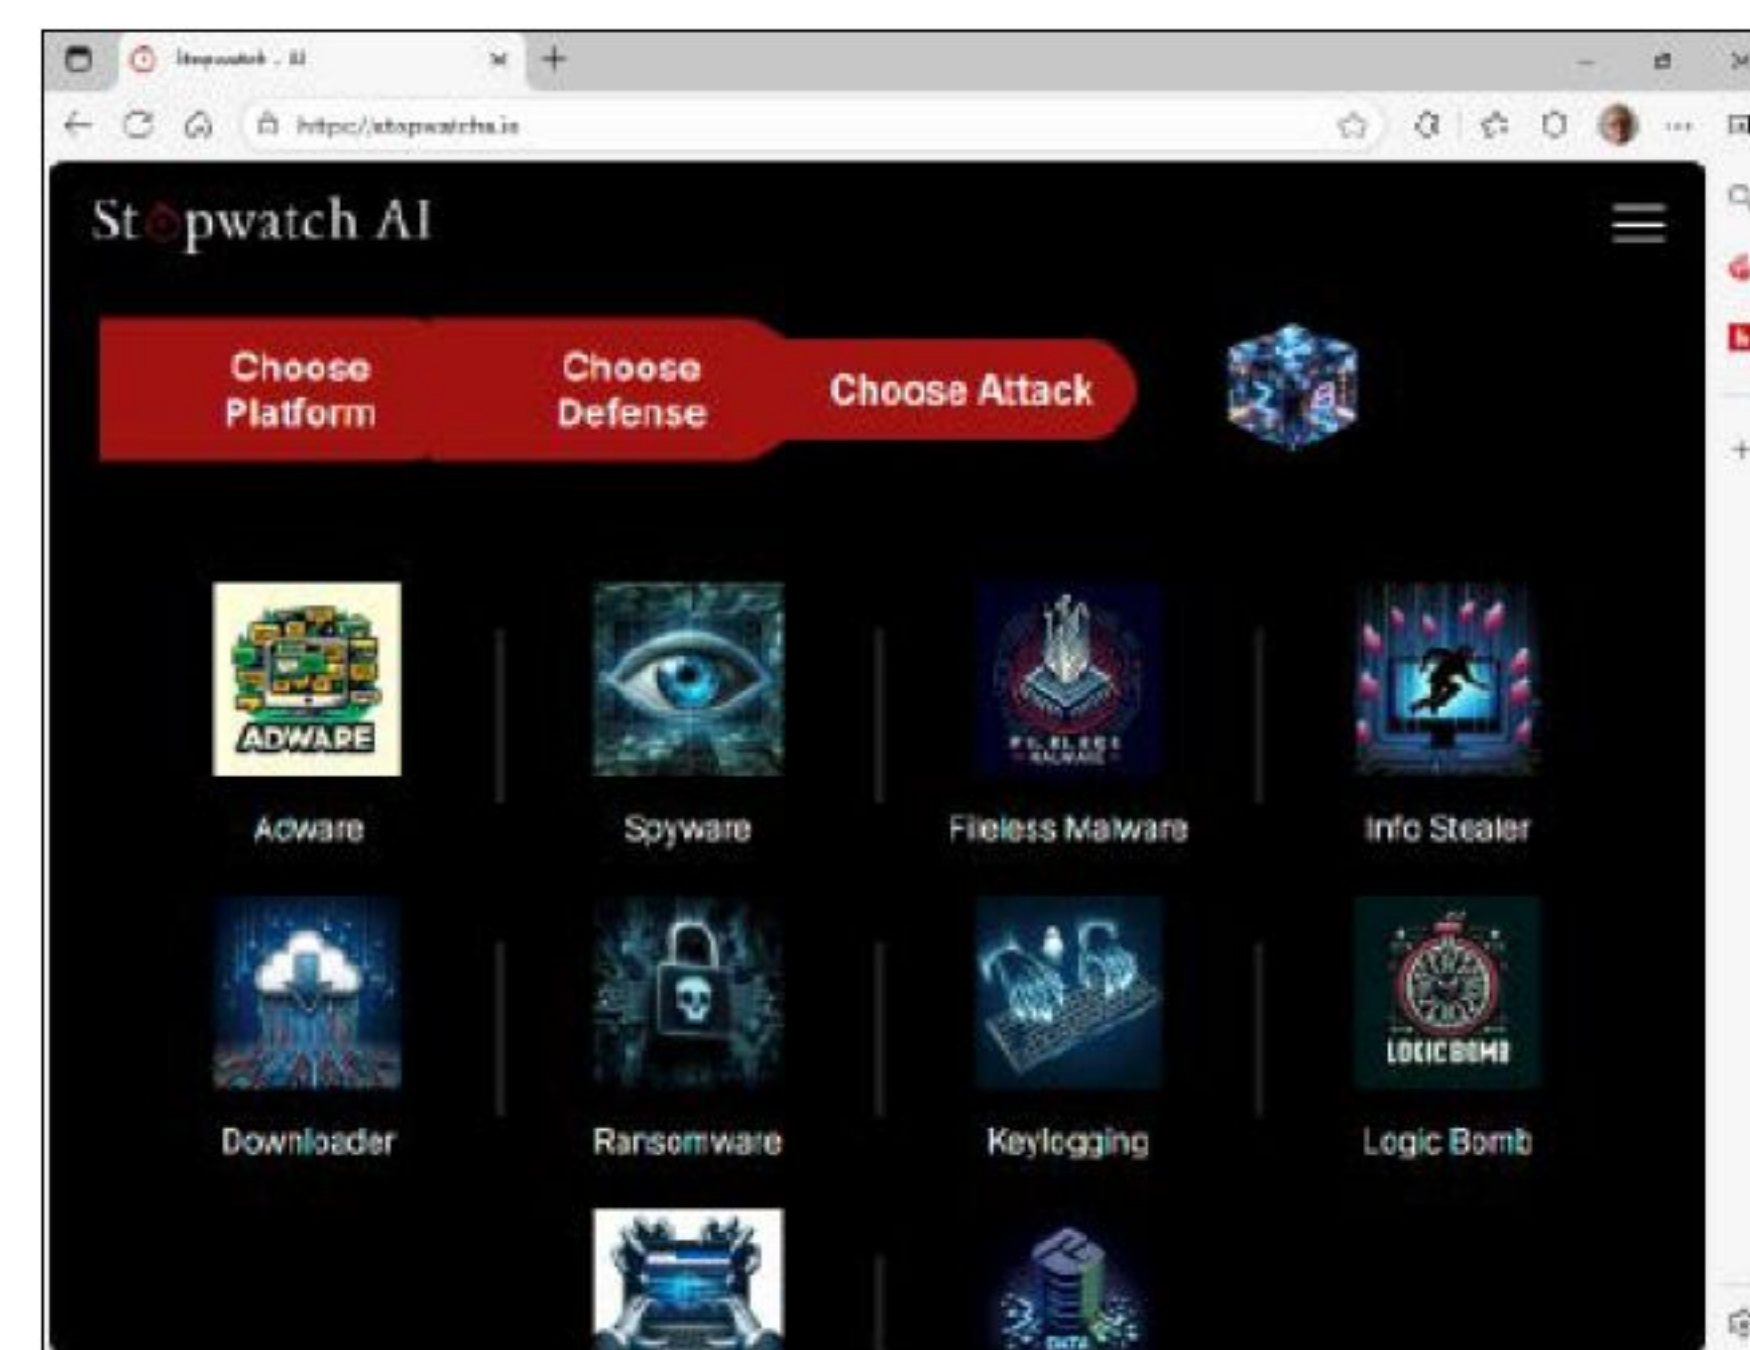 Stopwatch AI
Choose
Platform
Choose
Defense
Choose Attack
ADWARE
Adware
Spyware
Fileless Malware
Info Stealer
LOGIC BOMB
Downloader
Ransomware
Keylogging
Logic Bomb
DATA